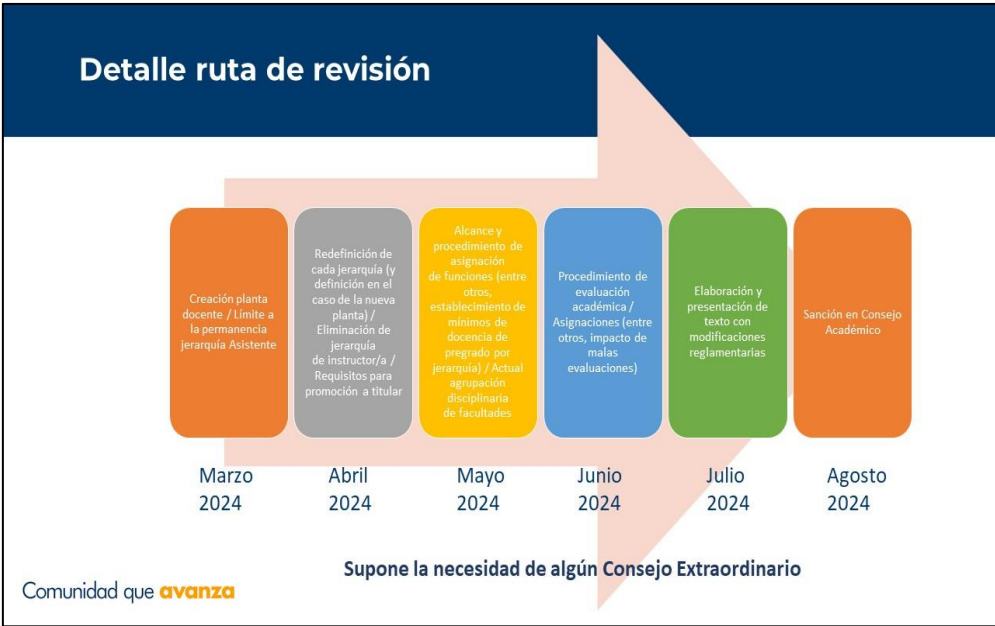 Detalle ruta de revisión
Creación planta
docente / Límite a
la permanencia
jerarquía Asistente
Redefinición de
cada jerarquía (y
definición en el
caso de la nueva
planta) /
Eliminación de
jerarquía
de instructor/a /
Requisitos para
promoción a titular
Alcance y
procedimiento de
asignación
de funciones (entre
otros,
establecimiento de
mínimos de
docencia de
pregrado por
jerarquía) / Actual
agrupación
disciplinaria
de facultades
Procedimiento de
evaluación
académica /
Asignaciones (entre
otros, impacto de
malas
evaluaciones)
Elaboración y
presentación de
texto con
modificaciones
reglamentarias
Sanción en Consejo
Académico
Marzo
2024
Abril
2024
Mayo
2024
Junio
2024
Julio
2024
Agosto
2024
Supone la necesidad de algún Consejo Extraordinario
Comunidad que avanza